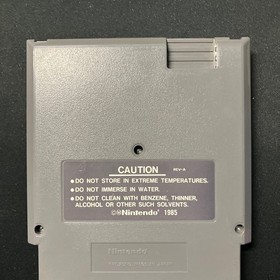 CAUTION REV-A
•DO NOT STORE IN EXTREME TEMPERATURES.
•DO NOT IMMERSE IN WATER.
•DO NOT CLEAN WITH BENZENE, THINNER,
ALCOHOL OR OTHER SUCH SOLVENTS.
©®Nintendo® 1985
Nintendo